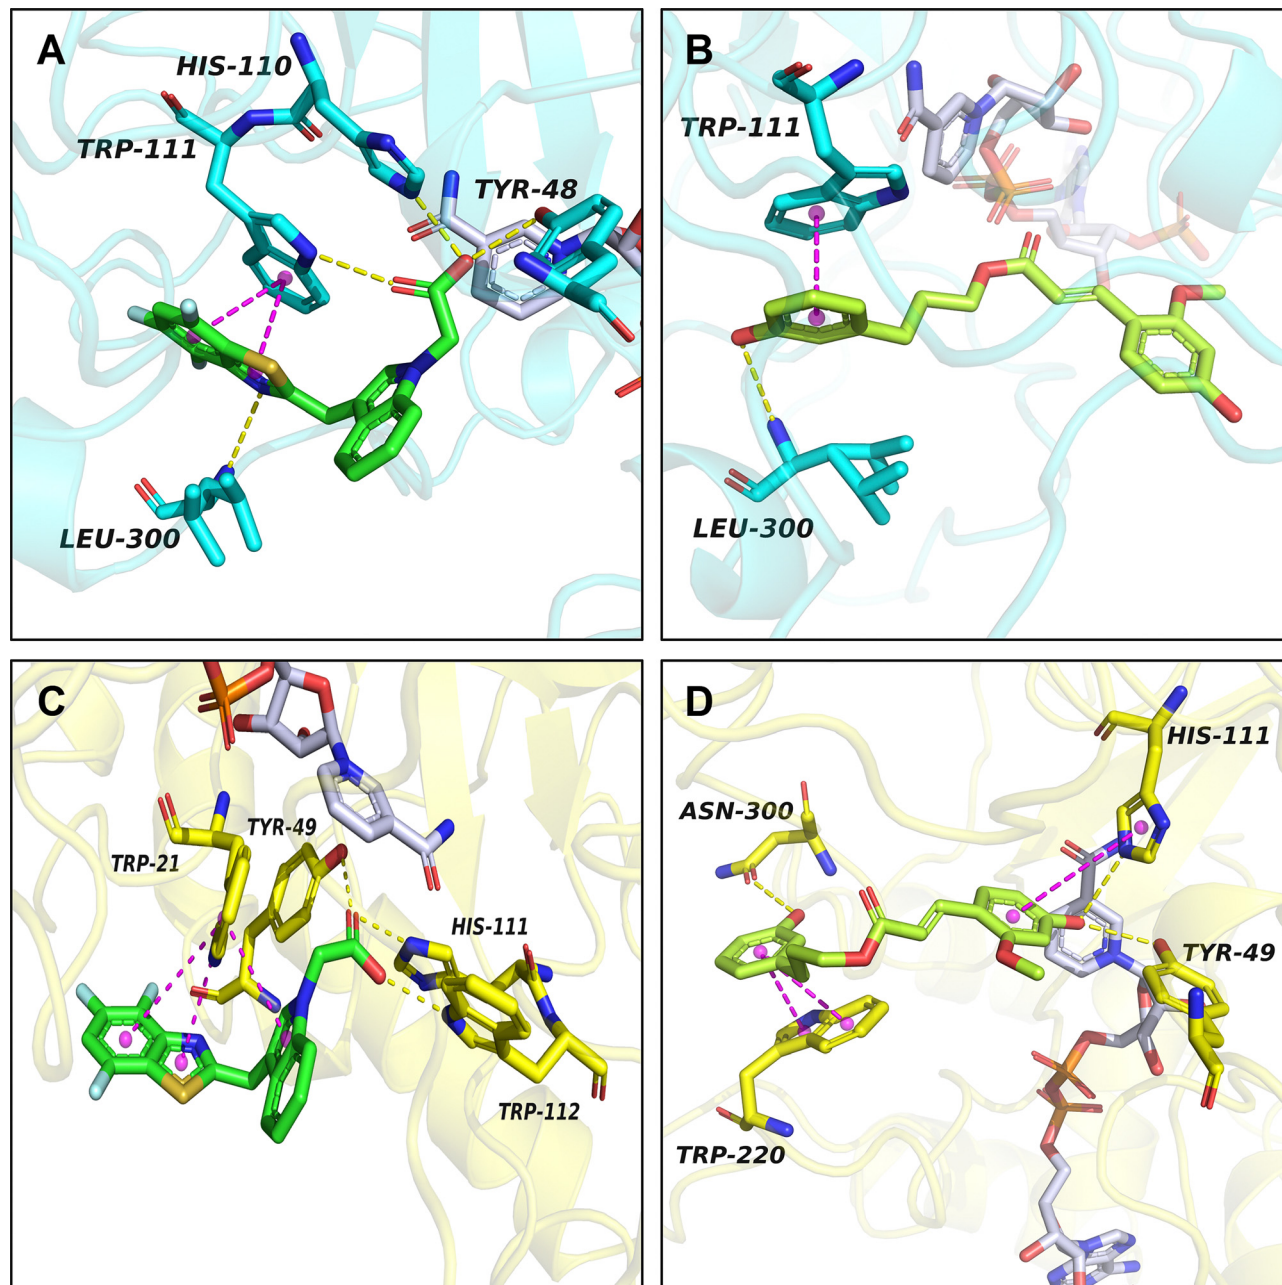 A
HIS-110
TRP-111
TYR-48
LEU-300
B
TRP-111
LEU-300
C
TYR-49
TRP-21
HIS-111
TRP-112
D
HIS-111
ASN-300
TYR-49
TRP-220